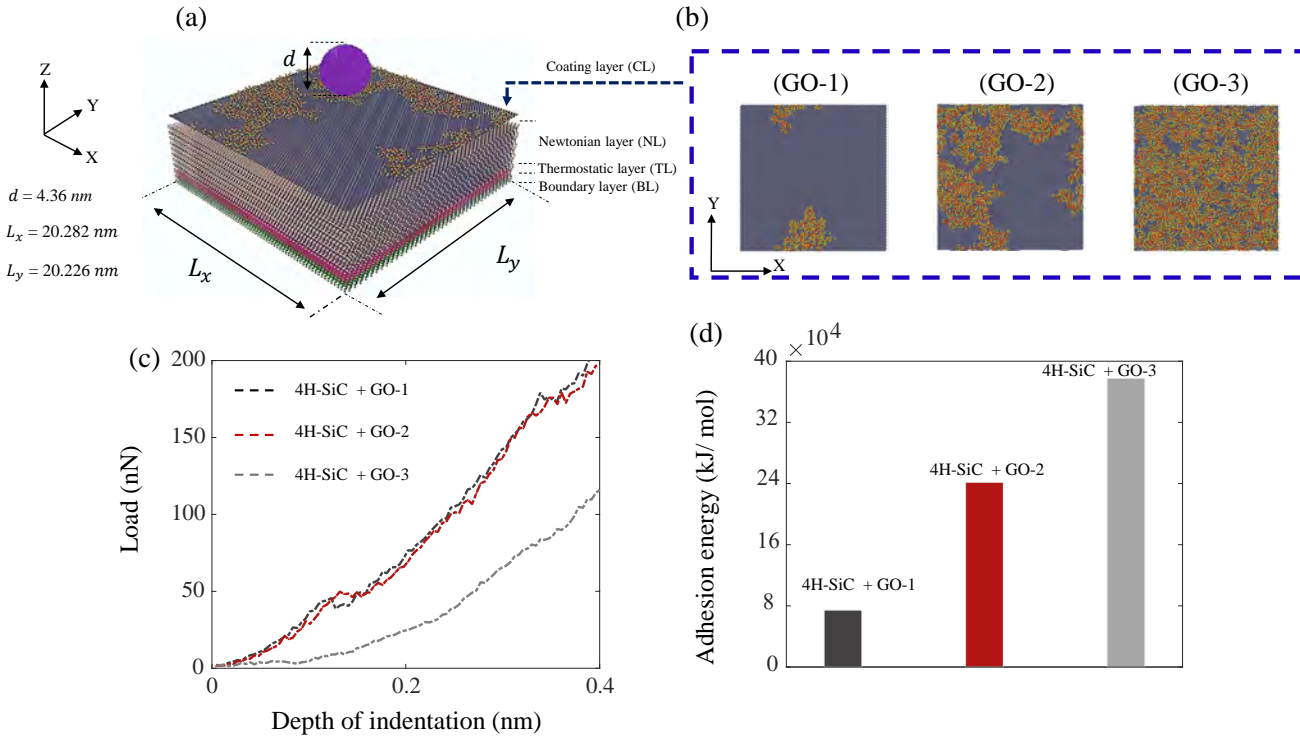 (a)
Z
Y
X
d = 4.36 nm
L_x = 20.282 nm
L_y = 20.226 nm
d
L_x
L_y
Coating layer (CL)
Newtonian layer (NL)
Thermostatic layer (TL)
Boundary layer (BL)
(b)
(GO-1)
(GO-2)
(GO-3)
Y
X
(c)
Load (nN)
200
150
100
50
0
0
0.2
0.4
Depth of indentation (nm)
4H-SiC + GO-1
4H-SiC + GO-2
4H-SiC + GO-3
(d)
× 10^4
Adhesion energy (kJ/ mol)
40
32
24
16
8
0
4H-SiC + GO-1
4H-SiC + GO-2
4H-SiC + GO-3